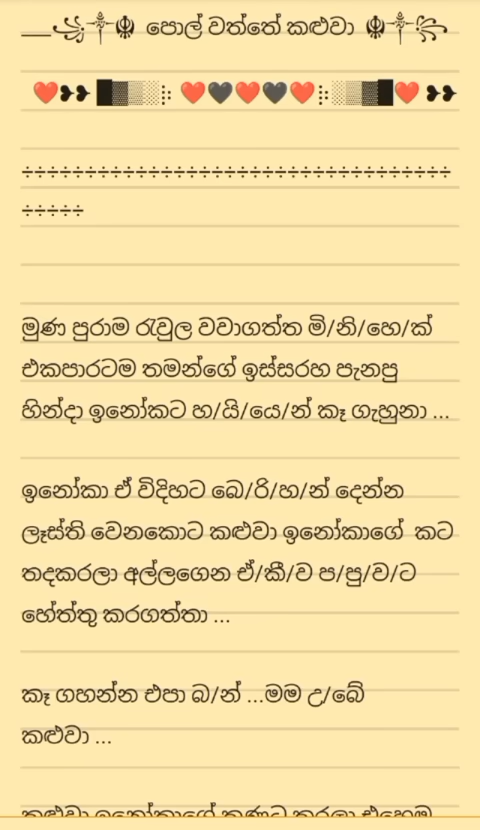 __꧁༒☬ පොල් වත්තේ කළුවා ☬༒꧂
❤️❥❥ █▓▒░⡷ ❤️🖤❤️🖤❤️⢾░▒▓█❤️ ❥❥
÷÷÷÷÷÷÷÷÷÷÷÷÷÷÷÷÷÷÷÷÷÷÷÷÷÷÷÷÷÷÷÷÷÷
÷÷÷÷÷
මුණ පුරාම රැවුල වවාගත්ත මි/නි/හෙ/ක්
එකපාරටම තමන්ගේ ඉස්සරහ පැනපු
හින්දා ඉනෝකට හ/යි/යෙ/න් කෑ ගැහුනා ...
ඉනෝකා ඒ විදිහට බෙ/රි/හ/න් දෙන්න
ලෑස්ති වෙනකොට කළුවා ඉනෝකාගේ කට
තදකරලා අල්ලගෙන ඒ/කී/ව ප/පු/ව/ට
හේත්තු කරගත්තා ...
කෑ ගහන්න එපා බ/න් ...මම උ/බේ
කළුවා ...